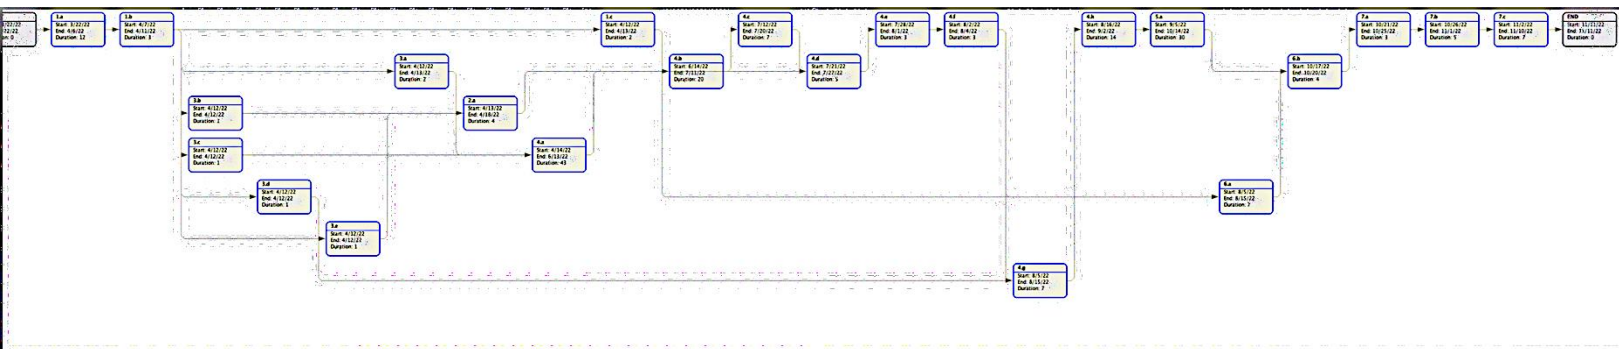 3/22/22
1.a
Start: 3/22/22
End: 4/6/22
Duration: 12
1.b
Start: 4/7/22
End: 4/11/22
Duration: 3
1.c
Start: 4/12/22
End: 4/13/22
Duration: 2
4.c
Start: 7/12/22
End: 7/20/22
Duration: 7
4.e
Start: 7/28/22
End: 8/1/22
Duration: 3
4.f
Start: 8/2/22
End: 8/4/22
Duration: 3
4.h
Start: 8/16/22
End: 9/2/22
Duration: 14
5.a
Start: 9/5/22
End: 10/14/22
Duration: 30
7.a
Start: 10/21/22
End: 10/25/22
Duration: 3
7.b
Start: 10/26/22
End: 11/1/22
Duration: 5
7.c
Start: 11/2/22
End: 11/10/22
Duration: 7
END
Start: 11/11/22
End: 11/11/22
Duration: 0
3.a
Start: 4/12/22
End: 4/13/22
Duration: 2
4.b
Start: 6/14/22
End: 7/11/22
Duration: 20
4.d
Start: 7/21/22
End: 7/27/22
Duration: 5
6.b
Start: 10/17/22
End: 10/20/22
Duration: 4
3.b
Start: 4/12/22
End: 4/12/22
Duration:
2.a
Start: 4/13/22
End: 4/18/22
Duration: 4
3.c
Start: 4/12/22
End: 4/12/22
Duration: 1
4.a
Start: 4/14/22
End: 6/13/22
Duration: 43
3.d
Start: 4/12/22
End: 4/12/22
Duration: 1
6.a
Start: 8/5/22
End: 8/15/22
Duration: 7
3.e
Start: 4/12/22
End: 4/12/22
Duration: 1
4.g
Start: 8/5/22
End: 8/15/22
Duration: 7